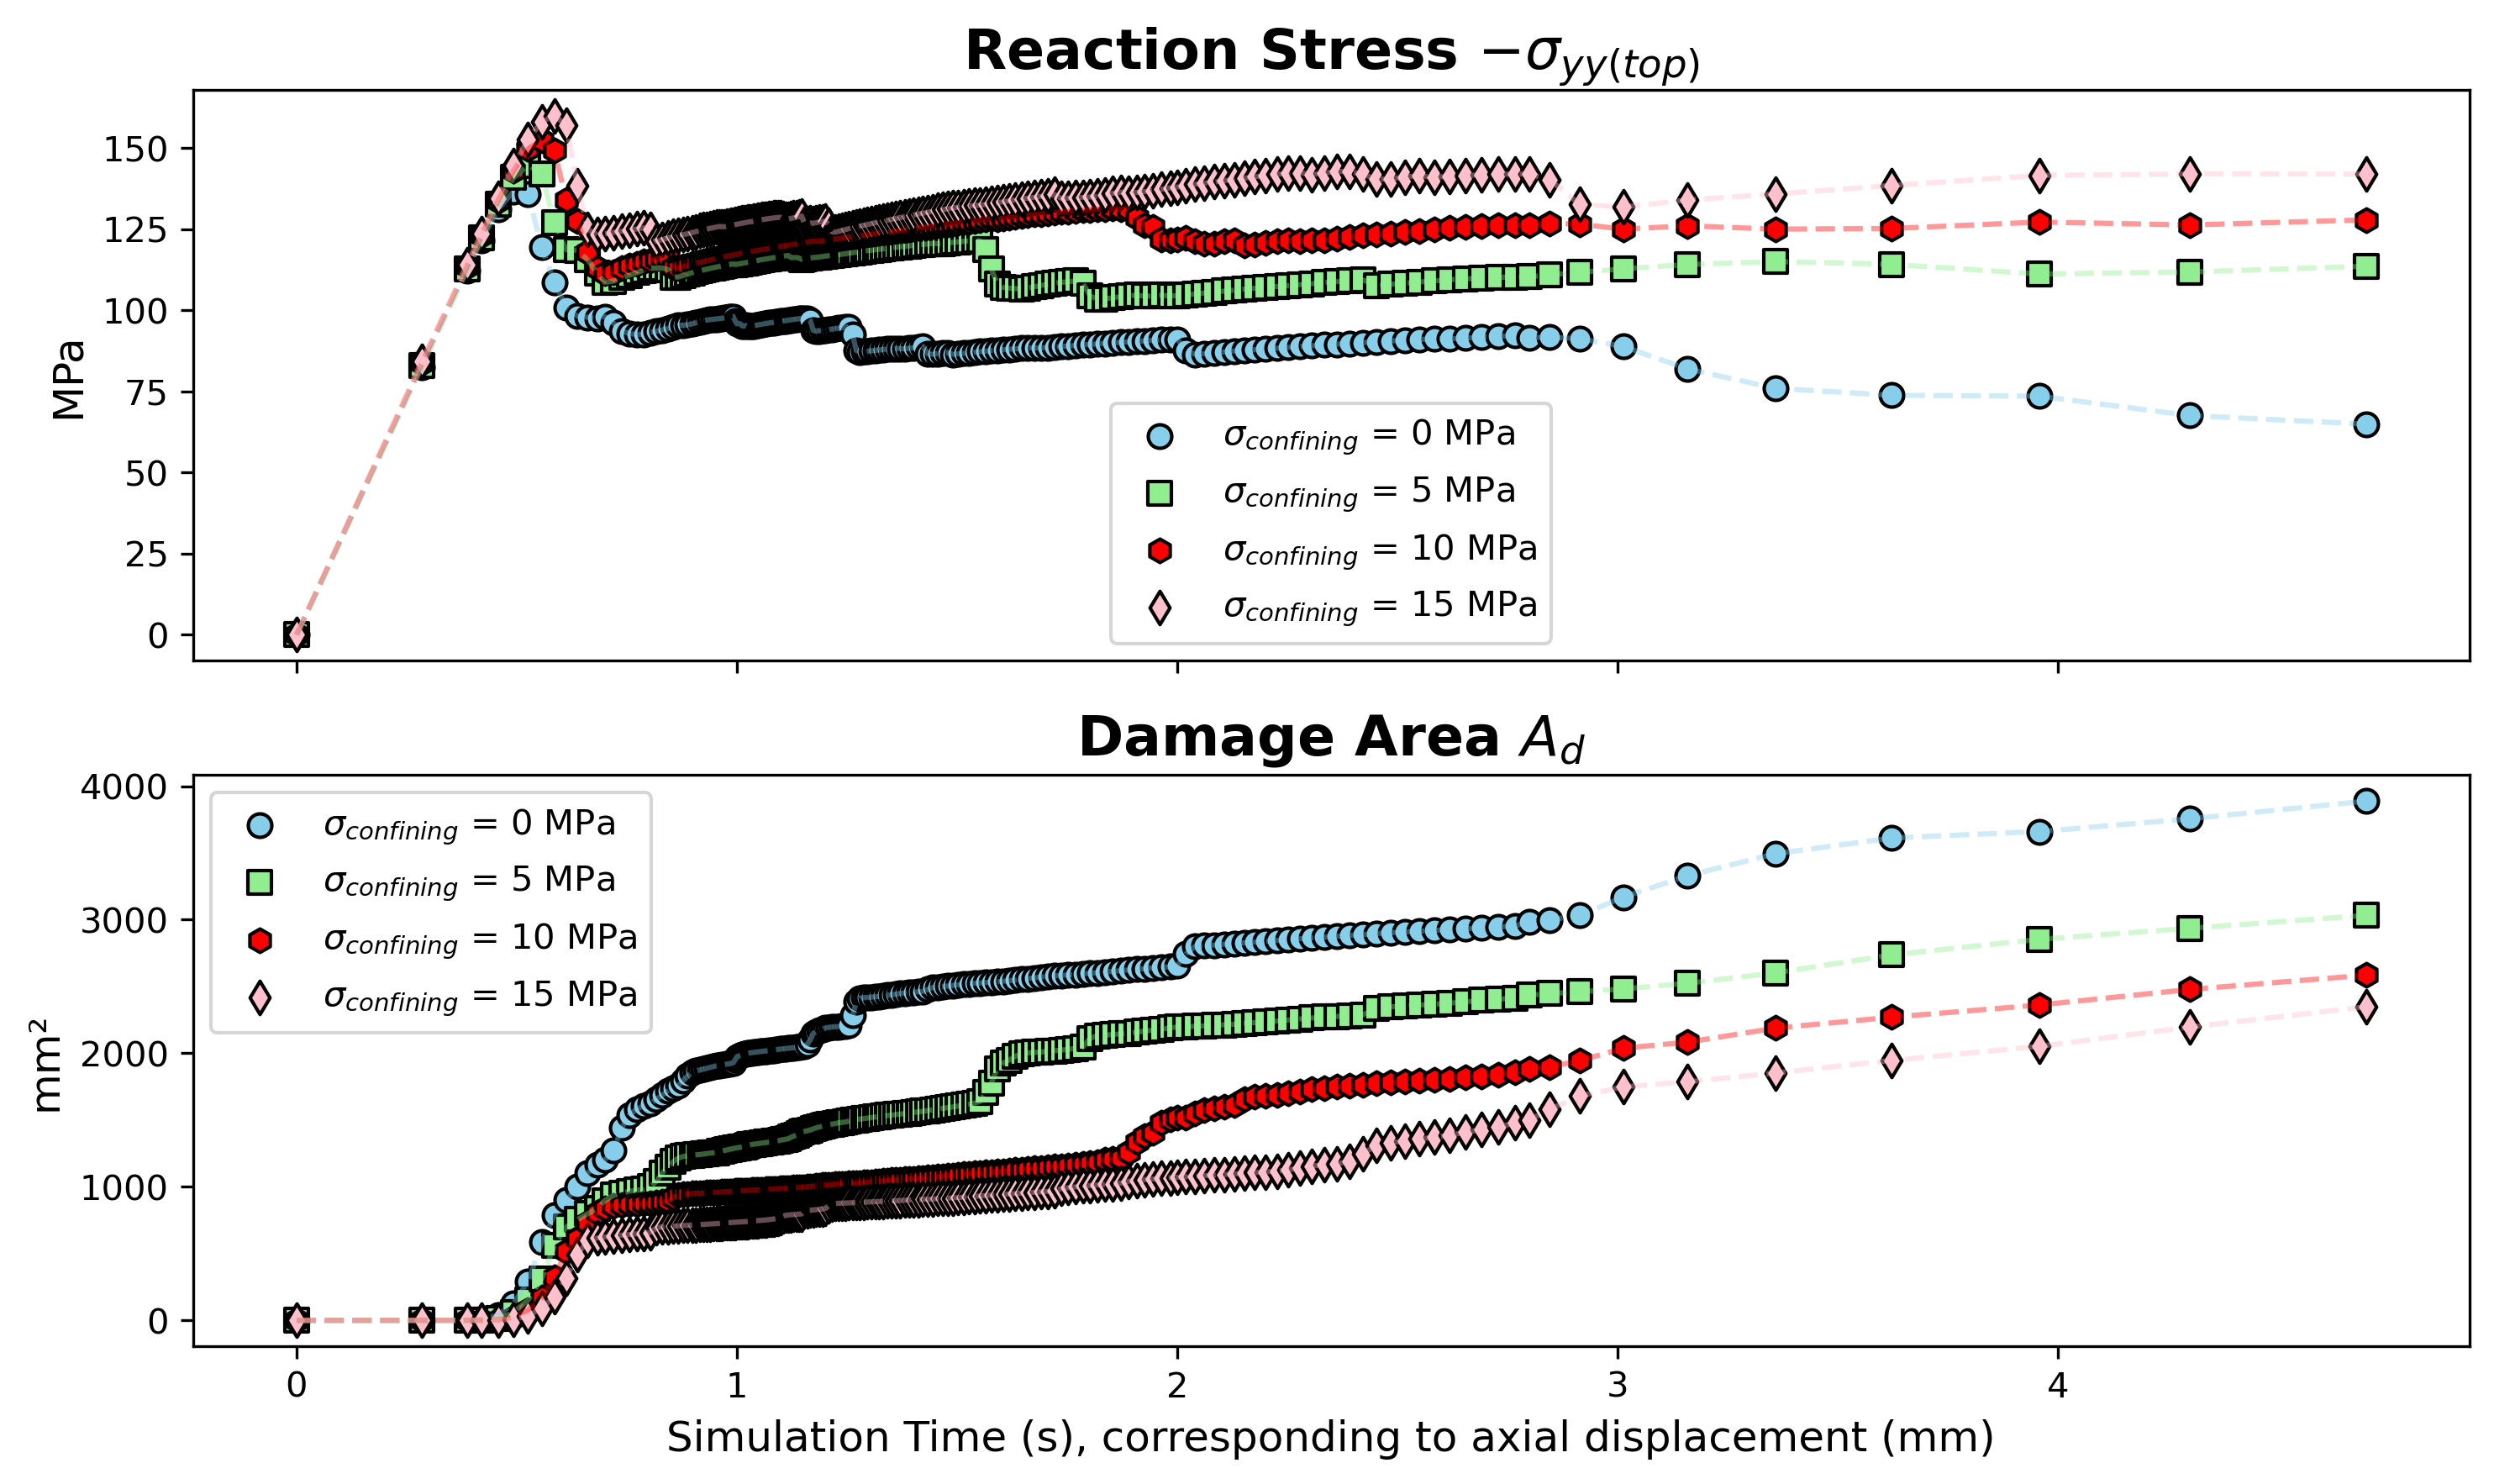 Reaction Stress −σyy(top)
150
125
100
75
50
25
0
MPa
σconfining = 0 MPa
σconfining = 5 MPa
σconfining = 10 MPa
σconfining = 15 MPa
Damage Area Ad
4000
3000
2000
1000
0
mm²
σconfining = 0 MPa
σconfining = 5 MPa
σconfining = 10 MPa
σconfining = 15 MPa
0 1 2 3 4
Simulation Time (s), corresponding to axial displacement (mm)